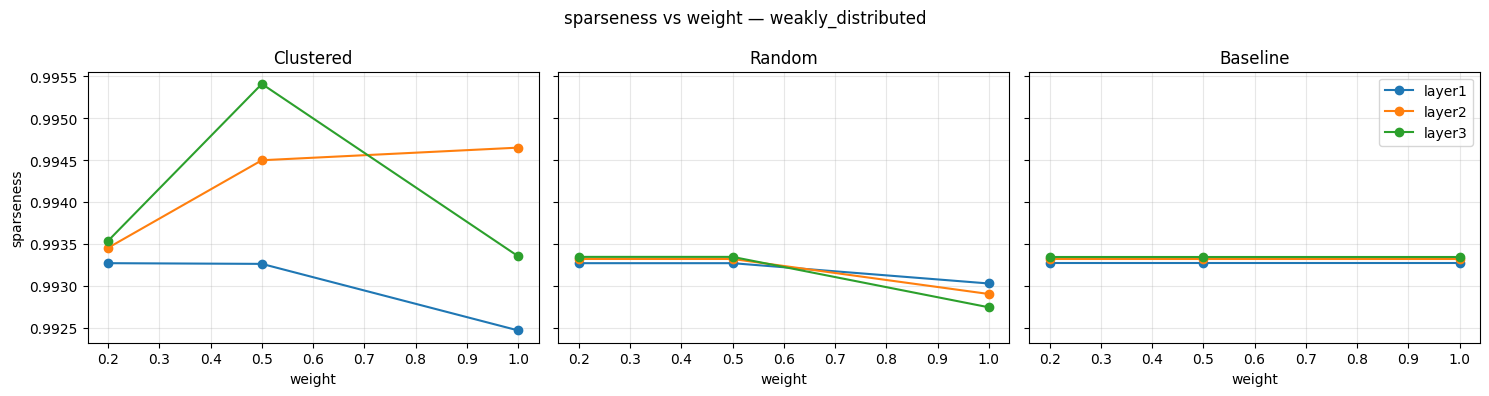 sparseness vs weight — weakly_distributed
Clustered
Random
Baseline
sparseness
0.9955
0.9950
0.9945
0.9940
0.9935
0.9930
0.9925
layer1
layer2
layer3
0.2 0.3 0.4 0.5 0.6 0.7 0.8 0.9 1.0
0.2 0.3 0.4 0.5 0.6 0.7 0.8 0.9 1.0
0.2 0.3 0.4 0.5 0.6 0.7 0.8 0.9 1.0
weight
weight
weight